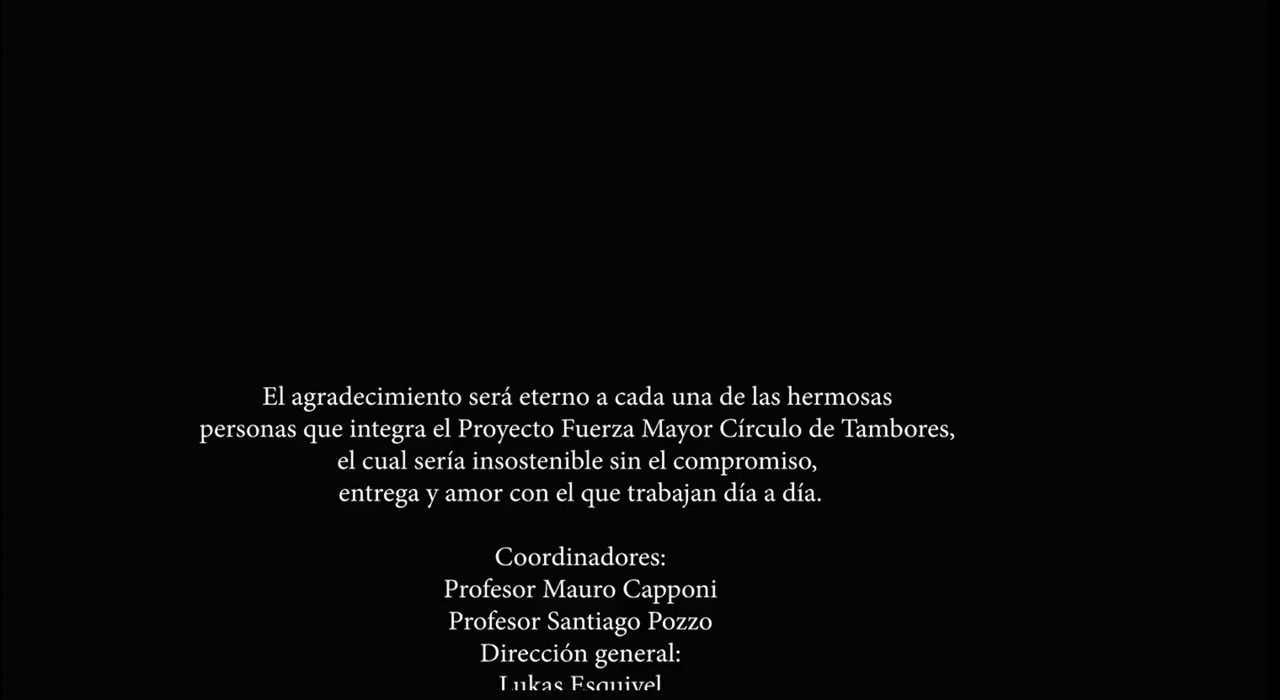 El agradecimiento será eterno a cada una de las hermosas
personas que integra el Proyecto Fuerza Mayor Círculo de Tambores,
el cual sería insostenible sin el compromiso,
entrega y amor con el que trabajan día a día.
Coordinadores:
Profesor Mauro Capponi
Profesor Santiago Pozzo
Dirección general:
Lukas Esquivel